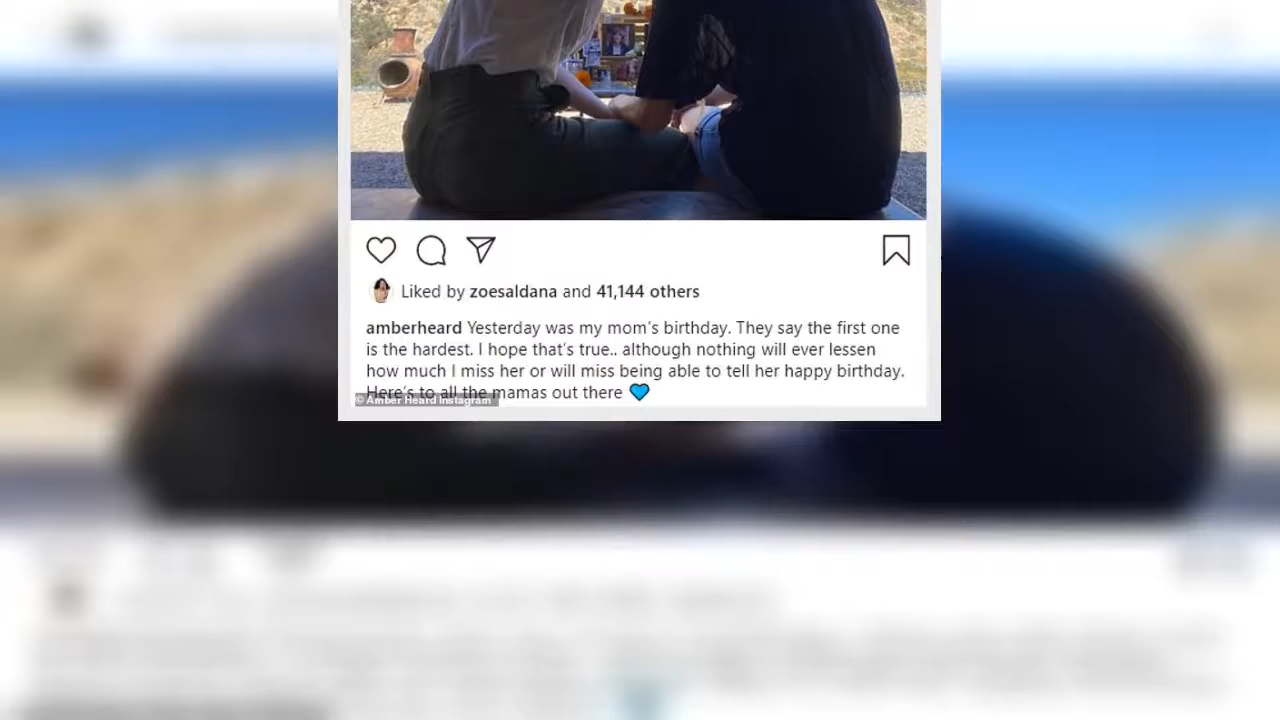 Liked by zoesaldana and 41,144 others
amberheard Yesterday was my mom's birthday. They say the first one
is the hardest. I hope that's true.. although nothing will ever lessen
how much I miss her or will miss being able to tell her happy birthday.
Here's to all the mamas out there 💙
© Amber Heard Instagram